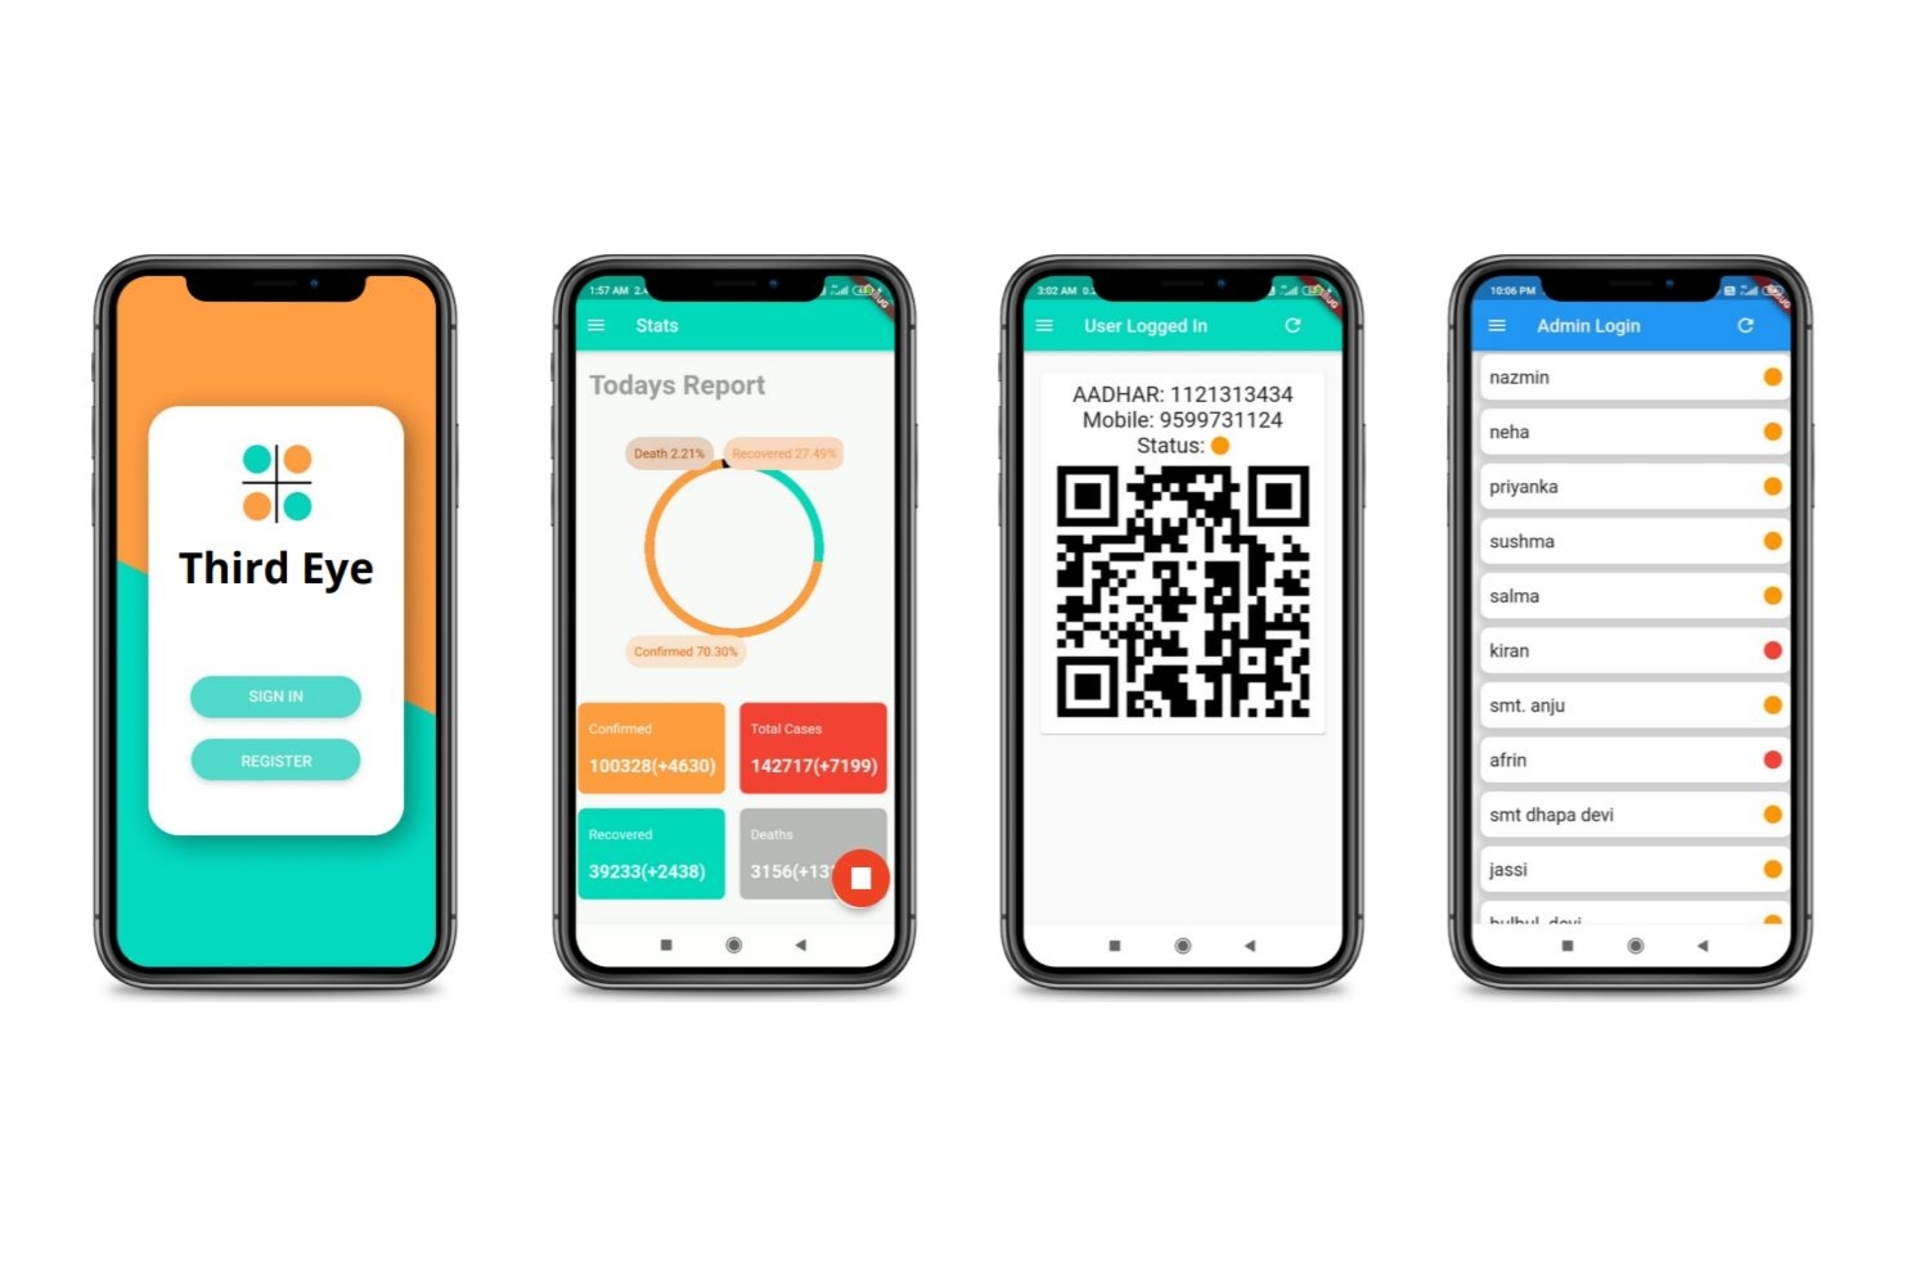 Third Eye
SIGN IN
REGISTER
1:57 AM
Stats
Todays Report
Death 2.21%
Recovered 27.49%
Confirmed 70.30%
Confirmed
100328(+4630)
Total Cases
142717(+7199)
Recovered
39233(+2438)
Deaths
3156(+13
3:02 AM
User Logged In
AADHAR: 1121313434
Mobile: 9599731124
Status:
10:06 PM
Admin Login
nazmin
neha
priyanka
sushma
salma
kiran
smt. anju
afrin
smt dhapa devi
jassi